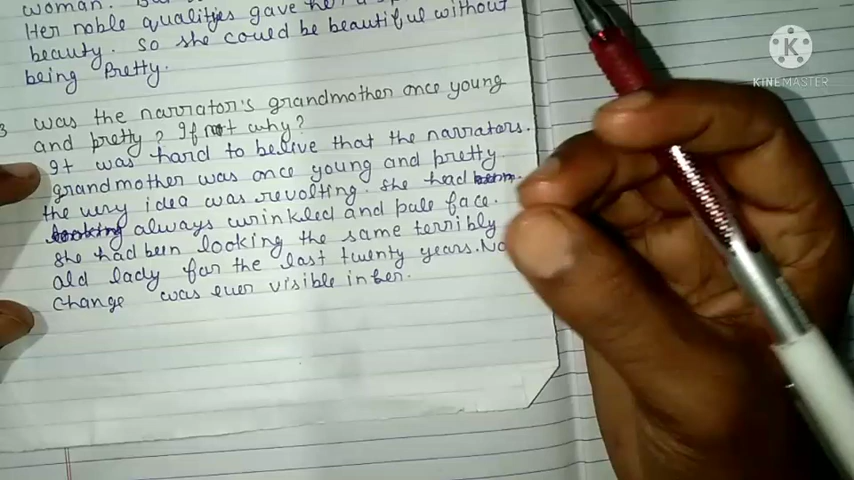 woman.
Her noble qualities gave her a
beauty. So she could be beautiful without
being Pretty.
3 was the narrator's grandmother once young
and pretty? If not why?
It was hard to belive that the narrators.
grandmother was once young and pretty
the very idea was revolting. she had
always wrinkled and pale face.
she had been looking the same terribly
old lady for the last twenty years. No
change was ever visible in her.
K
KINEMASTER